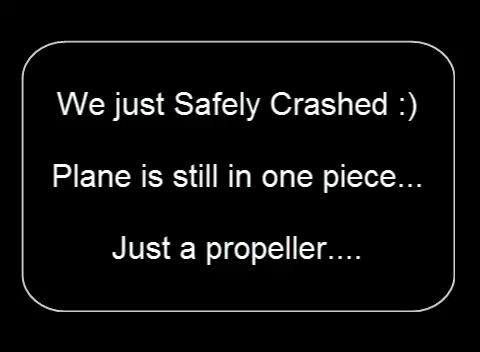 We just Safely Crashed :)
Plane is still in one piece...
Just a propeller....